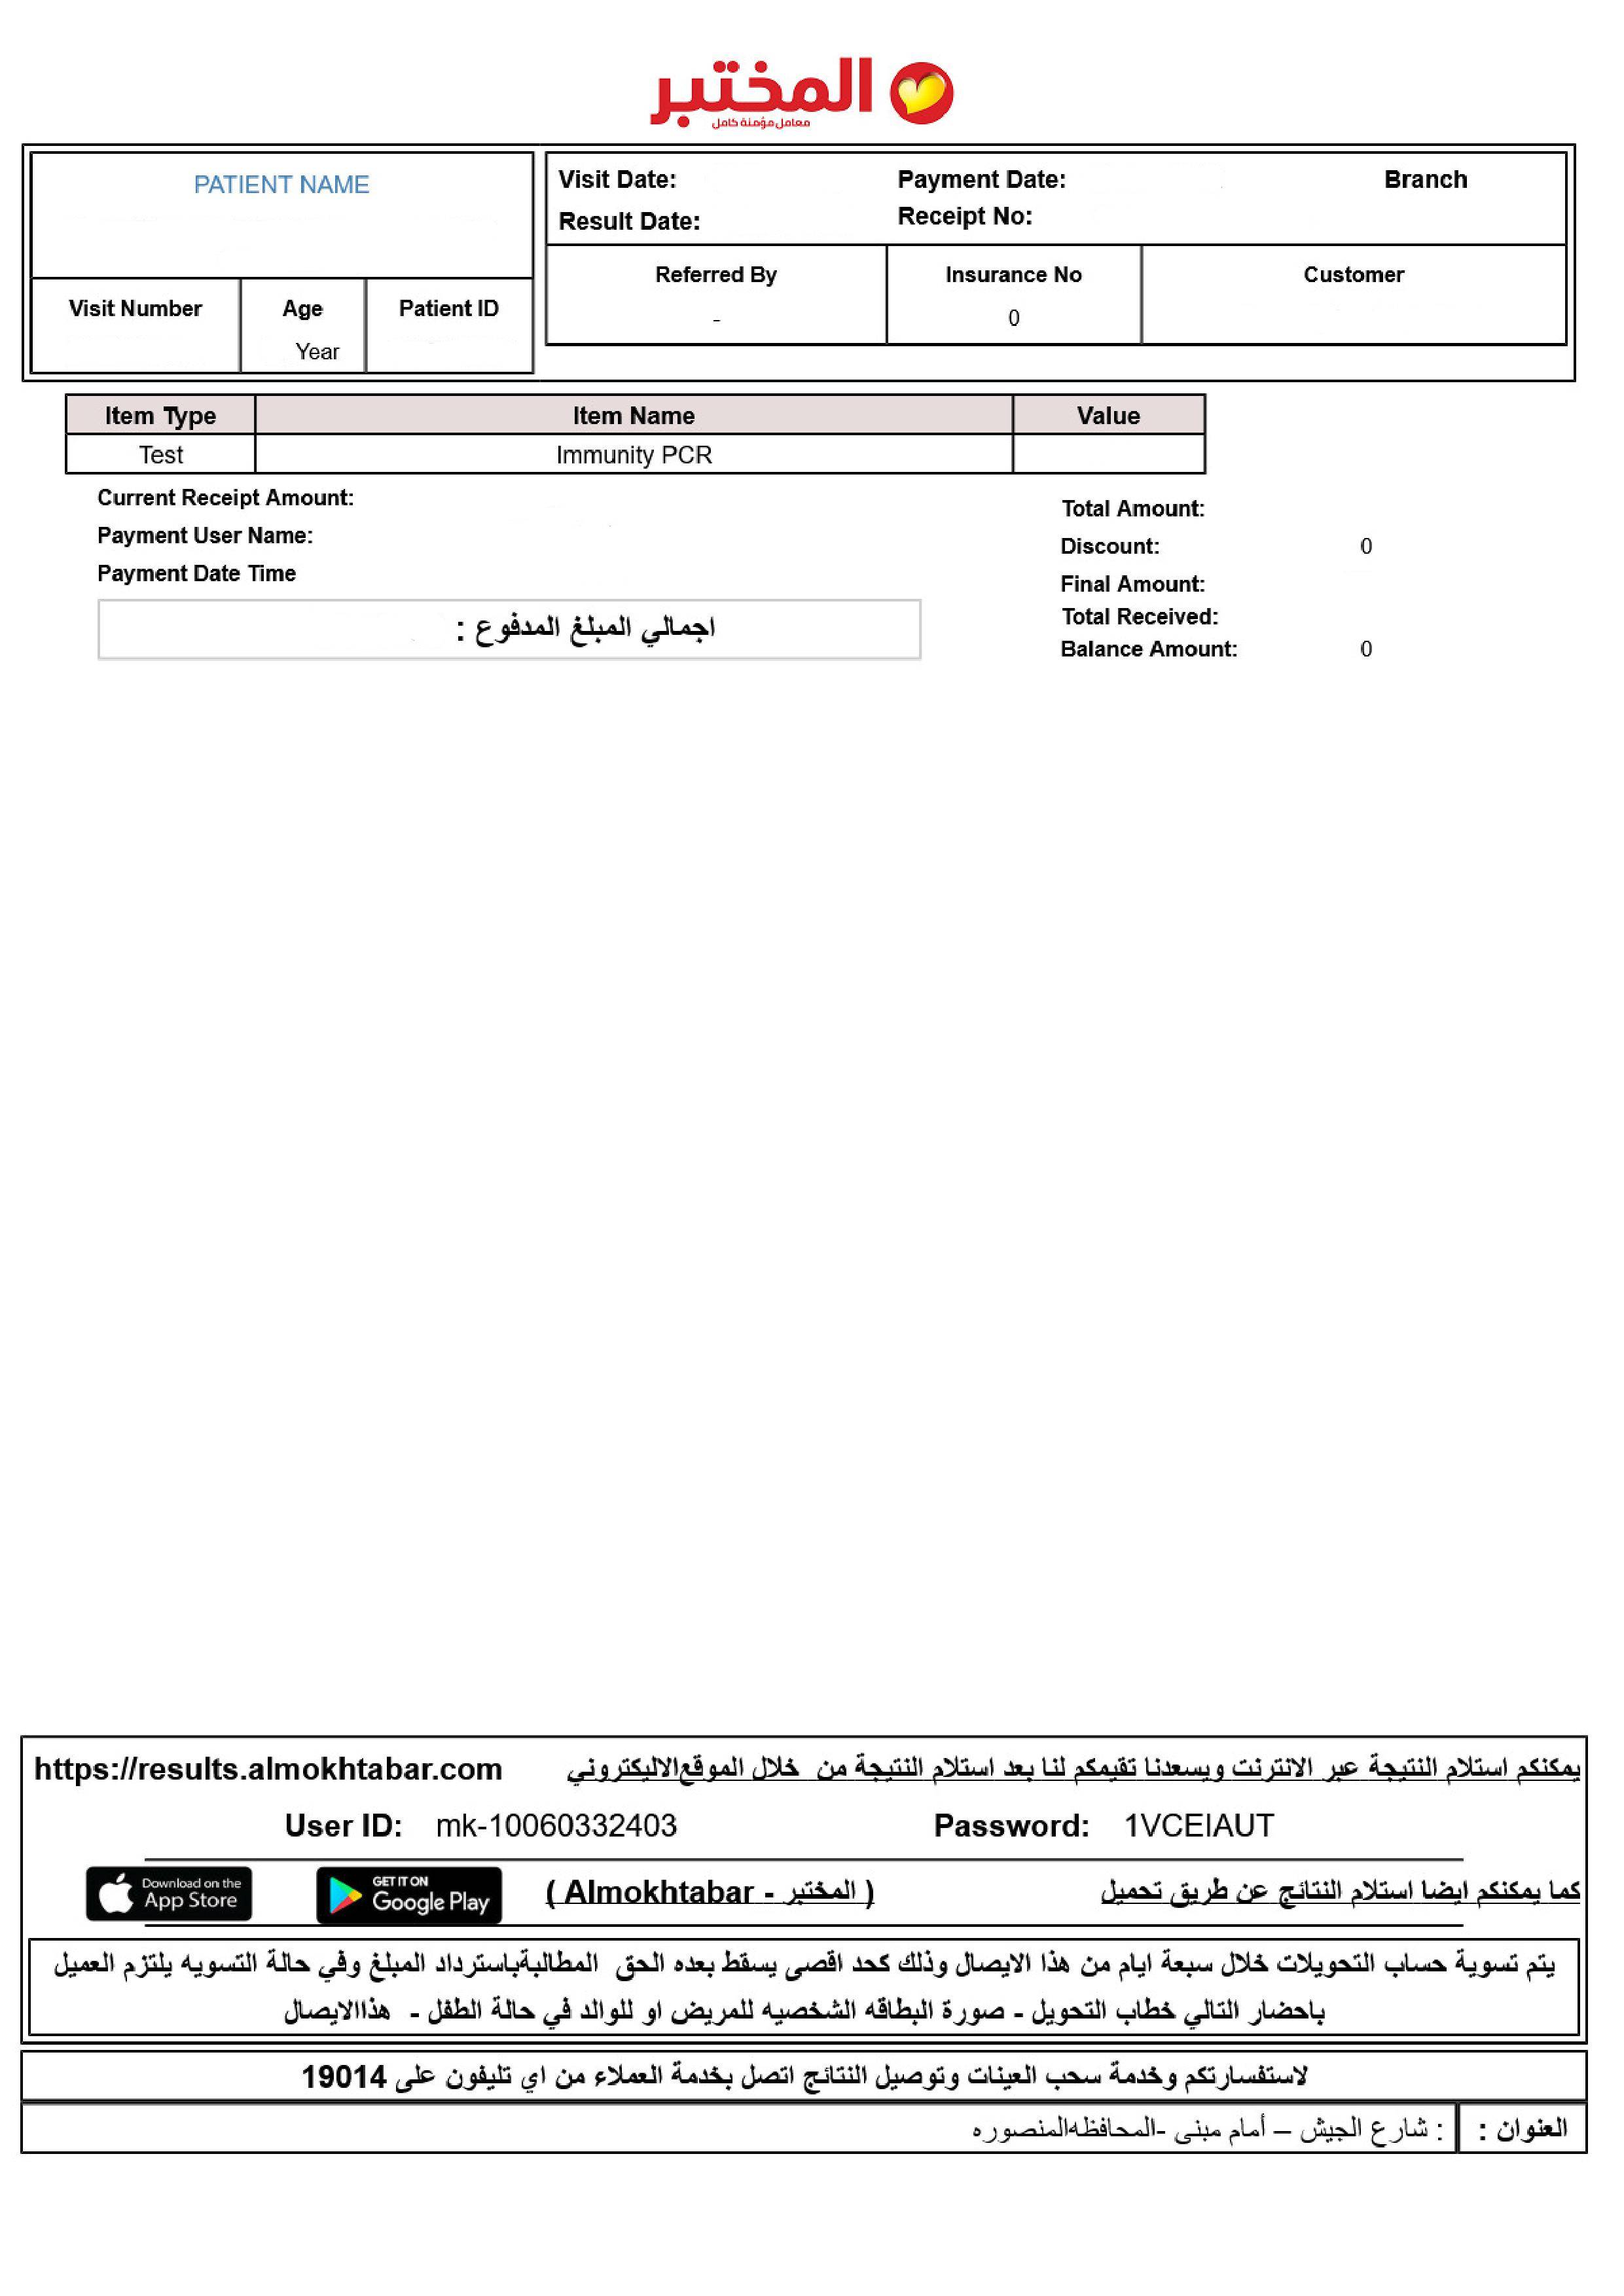 المختبر
معامل مؤمنة كامل
PATIENT NAME
Visit Number Age Patient ID
Year
Visit Date: Payment Date: Branch
Result Date: Receipt No:
Referred By Insurance No Customer
- 0
Item Type Item Name Value
Test Immunity PCR
Current Receipt Amount:
Payment User Name:
Payment Date Time
اجمالي المبلغ المدفوع :
Total Amount:
Discount: 0
Final Amount:
Total Received:
Balance Amount: 0
يمكنكم استلام النتيجة عبر الانترنت ويسعدنا تقيمكم لنا بعد استلام النتيجة من خلال الموقعالاليكتروني https://results.almokhtabar.com
User ID: mk-10060332403 Password: 1VCEIAUT
كما يمكنكم ايضا استلام النتائج عن طريق تحميل ( المختبر - Almokhtabar )
GET IT ON Google Play
Download on the App Store
يتم تسوية حساب التحويلات خلال سبعة ايام من هذا الايصال وذلك كحد اقصى يسقط بعده الحق المطالبةباسترداد المبلغ وفي حالة التسويه يلتزم العميل
باحضار التالي خطاب التحويل - صورة البطاقه الشخصيه للمريض او للوالد في حالة الطفل - هذاالايصال
لاستفساراتكم وخدمة سحب العينات وتوصيل النتائج اتصل بخدمة العملاء من اي تليفون على 19014
العنوان : : شارع الجيش – أمام مبنى -المحافظهالمنصوره